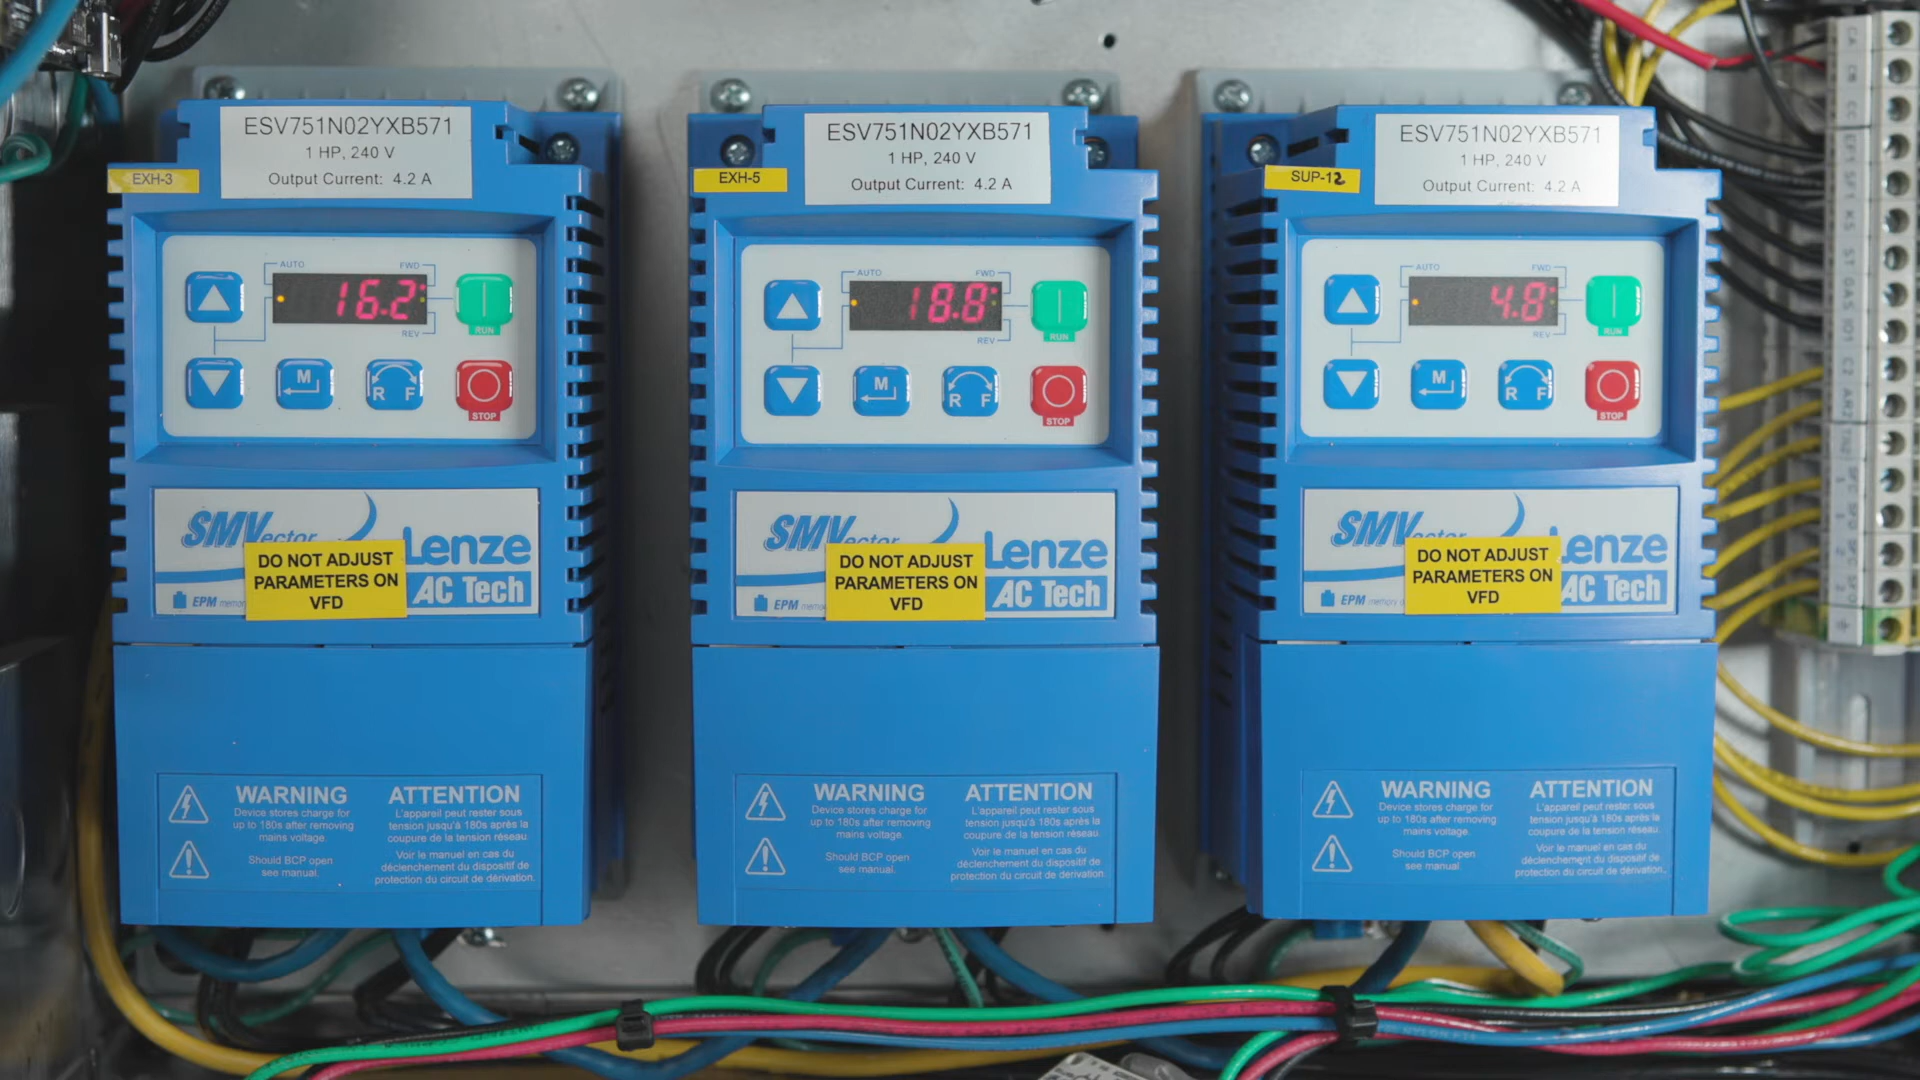 ESV751N02YXB571
1 HP, 240 V
Output Current: 4.2 A
EXH-3
AUTO
FWD
16.2
REV
RUN
M
R F
STOP
SMVector
Lenze
AC Tech
EPM
DO NOT ADJUST
PARAMETERS ON
VFD
WARNING
Device stores charge for
up to 180s after removing
mains voltage.
Should BCP open
see manual.
ATTENTION
L'appareil peut rester sous
tension jusqu'à 180s après la
coupure de la tension réseau.
Voir le manuel en cas du
déclenchement du dispositif de
protection du circuit de dérivation.
ESV751N02YXB571
1 HP, 240 V
Output Current: 4.2 A
EXH-5
AUTO
FWD
18.8
REV
RUN
M
R F
STOP
SMVector
Lenze
AC Tech
EPM
DO NOT ADJUST
PARAMETERS ON
VFD
WARNING
Device stores charge for
up to 180s after removing
mains voltage.
Should BCP open
see manual.
ATTENTION
L'appareil peut rester sous
tension jusqu'à 180s après la
coupure de la tension réseau.
Voir le manuel en cas du
déclenchement du dispositif de
protection du circuit de dérivation.
ESV751N02YXB571
1 HP, 240 V
Output Current: 4.2 A
SUP-12
AUTO
FWD
4.8
REV
RUN
M
R F
STOP
SMVector
Lenze
AC Tech
EPM
DO NOT ADJUST
PARAMETERS ON
VFD
WARNING
Device stores charge for
up to 180s after removing
mains voltage.
Should BCP open
see manual.
ATTENTION
L'appareil peut rester sous
tension jusqu'à 180s après la
coupure de la tension réseau.
Voir le manuel en cas du
déclenchement du dispositif de
protection du circuit de dérivation.
ST
GAS
C2
AR2